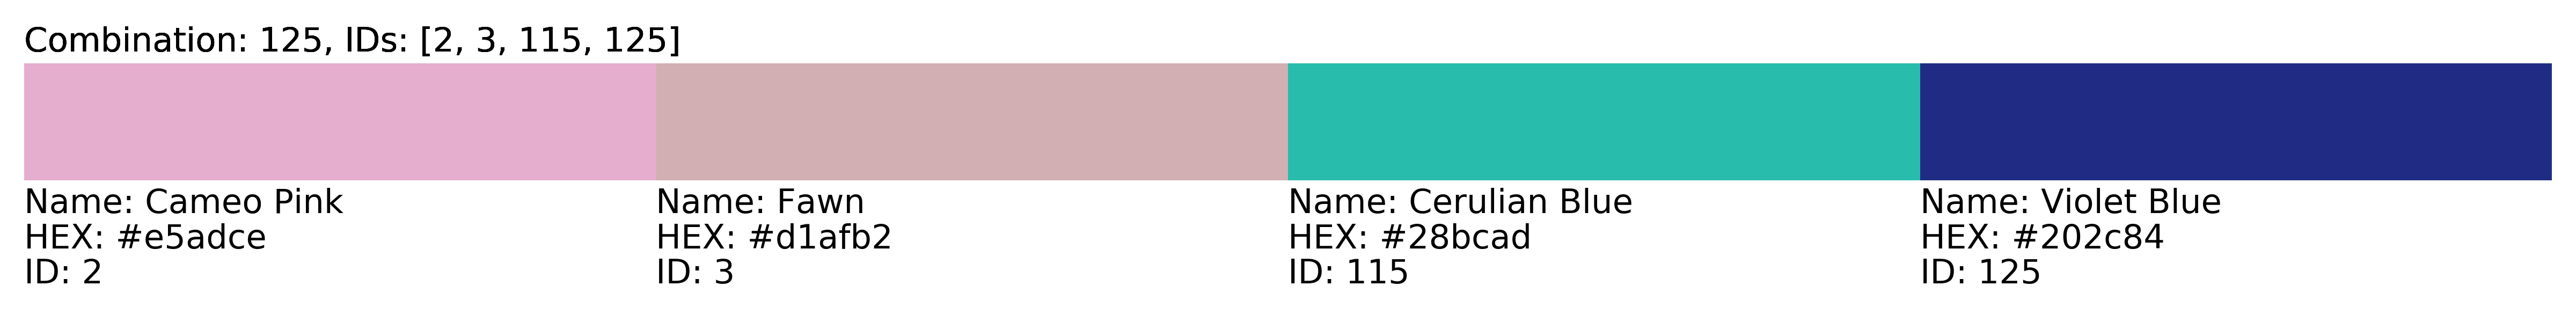 Combination: 125, IDs: [2, 3, 115, 125]
Name: Cameo Pink
HEX: #e5adce
ID: 2
Name: Fawn
HEX: #d1afb2
ID: 3
Name: Cerulian Blue
HEX: #28bcad
ID: 115
Name: Violet Blue
HEX: #202c84
ID: 125